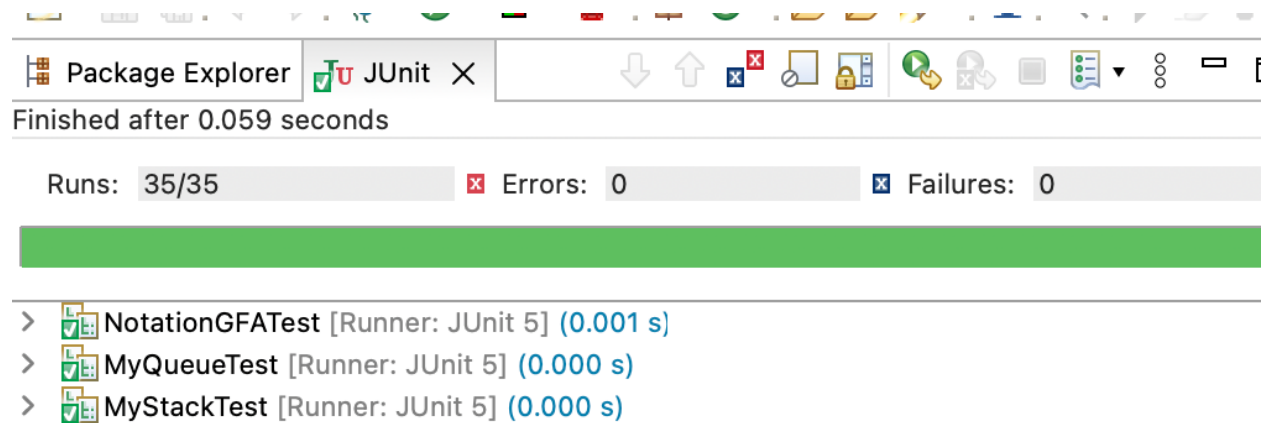 Package Explorer JUnit
Finished after 0.059 seconds
Runs: 35/35 Errors: 0 Failures: 0
NotationGFATest [Runner: JUnit 5] (0.001 s)
MyQueueTest [Runner: JUnit 5] (0.000 s)
MyStackTest [Runner: JUnit 5] (0.000 s)